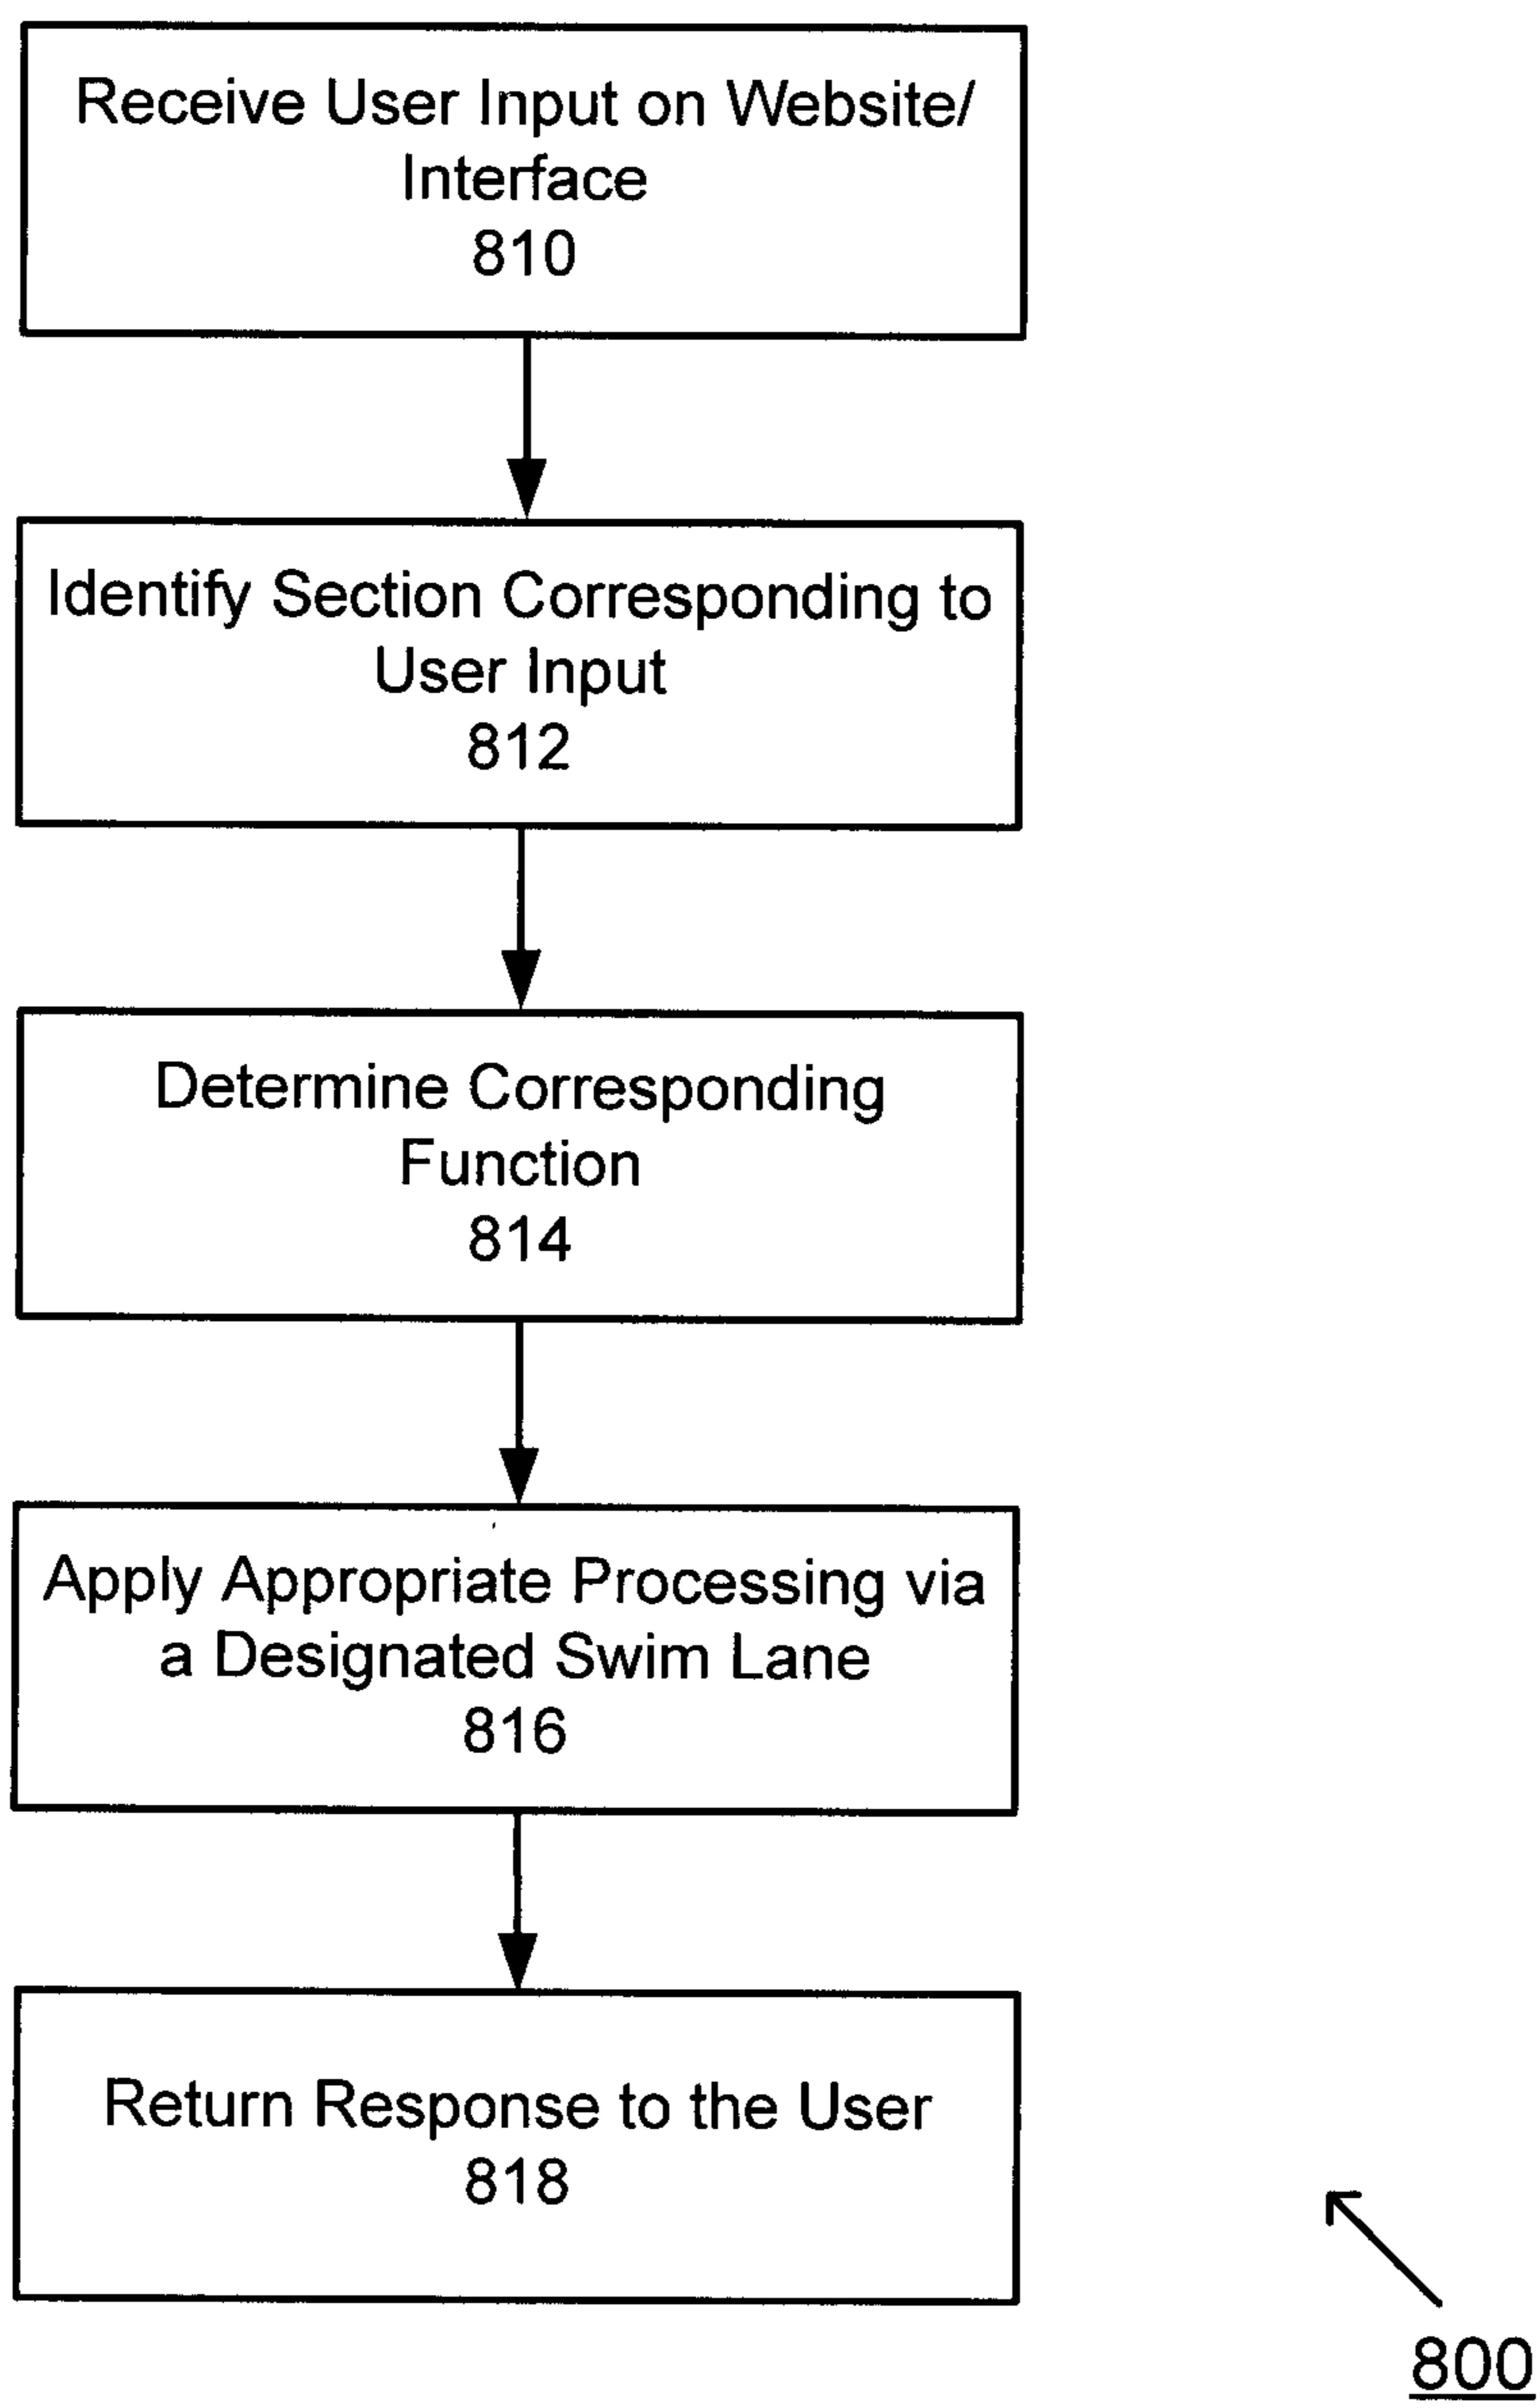 Receive User Input on Website/
Interface
810
Identify Section Corresponding to
User Input
812
Determine Corresponding
Function
814
Apply Appropriate Processing via
a Designated Swim Lane
816
Return Response to the User
818
800